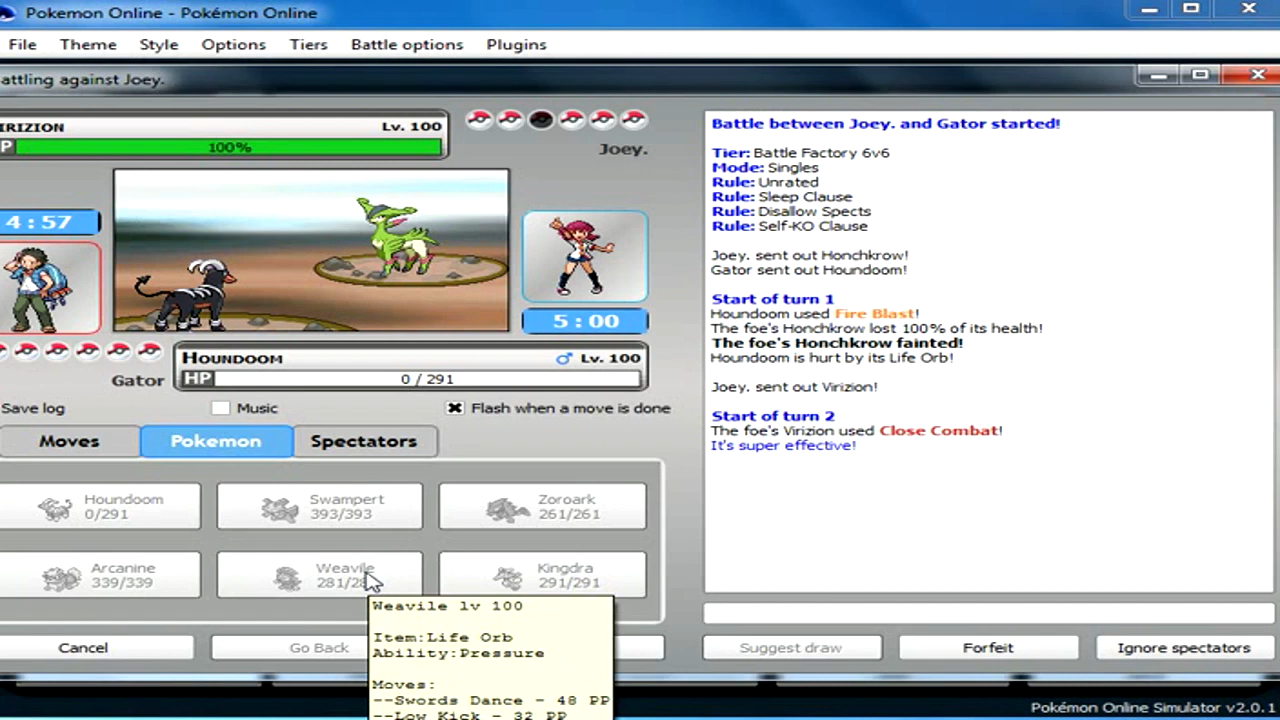 Pokemon Online - Pokémon Online
File Theme Style Options Tiers Battle options Plugins
attling against Joey.
IRIZION Lv. 100
P 100%
Joey.
4:57
5:00
HOUNDOOM ♂ Lv. 100
HP 0 / 291
Gator
Save log Music Flash when a move is done
Moves Pokemon Spectators
Houndoom
0/291
Swampert
393/393
Zoroark
261/261
Arcanine
339/339
Weavile
281/28
Kingdra
291/291
Weavile lv 100
Item:Life Orb
Ability:Pressure
Moves:
--Swords Dance - 48 PP
--Low Kick - 32 PP
Cancel Go Back
Battle between Joey. and Gator started!
Tier: Battle Factory 6v6
Mode: Singles
Rule: Unrated
Rule: Sleep Clause
Rule: Disallow Spects
Rule: Self-KO Clause
Joey. sent out Honchkrow!
Gator sent out Houndoom!
Start of turn 1
Houndoom used Fire Blast!
The foe's Honchkrow lost 100% of its health!
The foe's Honchkrow fainted!
Houndoom is hurt by its Life Orb!
Joey. sent out Virizion!
Start of turn 2
The foe's Virizion used Close Combat!
It's super effective!
Suggest draw Forfeit Ignore spectators
Pokémon Online Simulator v2.0.1